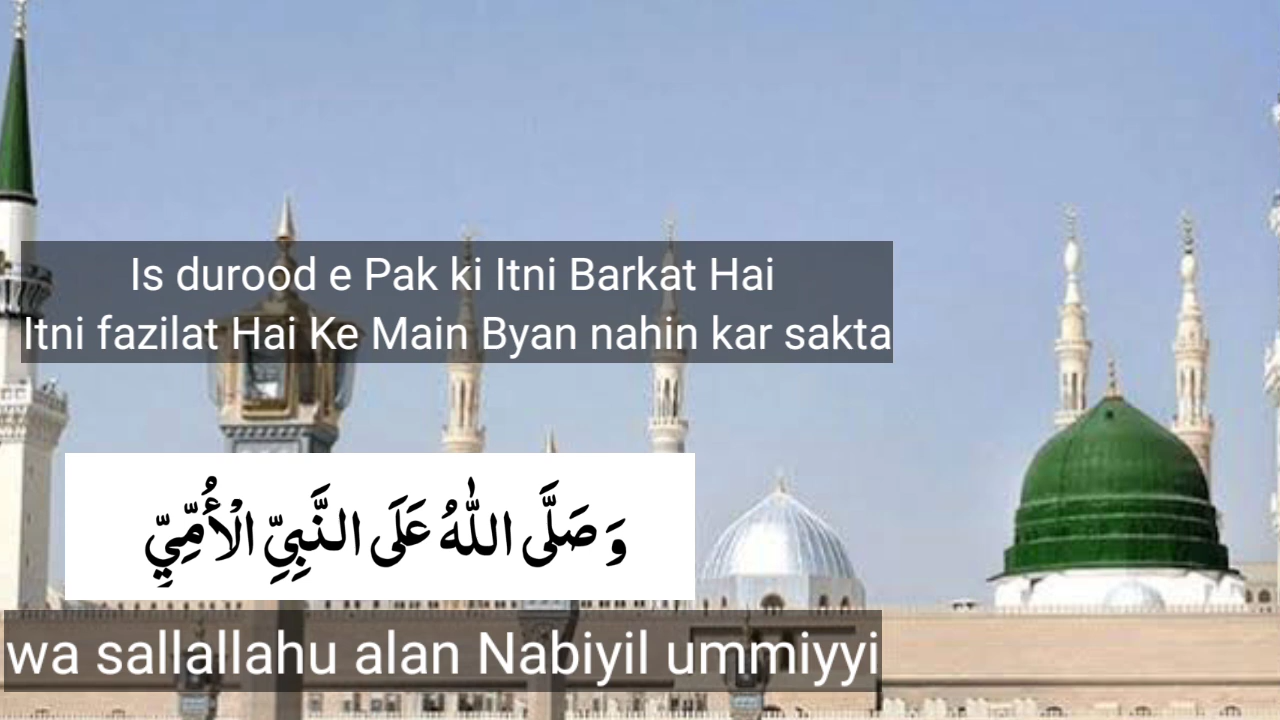 Is durood e Pak ki Itni Barkat Hai
Itni fazilat Hai Ke Main Byan nahin kar sakta
وَ صَلَّى اللّٰهُ عَلَى النَّبِيِّ الْاُمِّيِّ
wa sallallahu alan Nabiyil ummiyyi